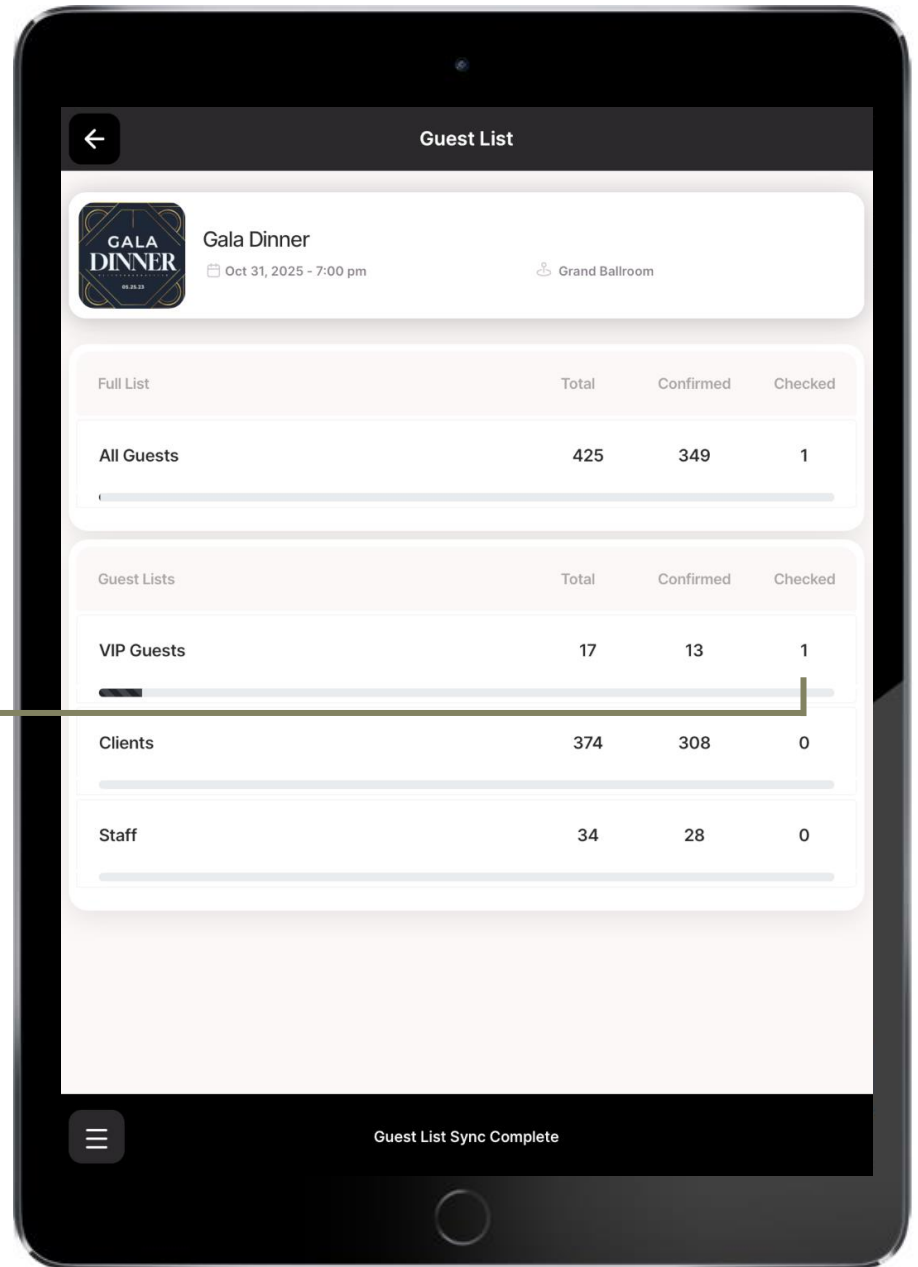 Guest List
GALA
DINNER
05.25.23
Gala Dinner
Oct 31, 2025 - 7:00 pm
Grand Ballroom
Full List Total Confirmed Checked
All Guests 425 349 1
Guest Lists Total Confirmed Checked
VIP Guests 17 13 1
Clients 374 308 0
Staff 34 28 0
Guest List Sync Complete